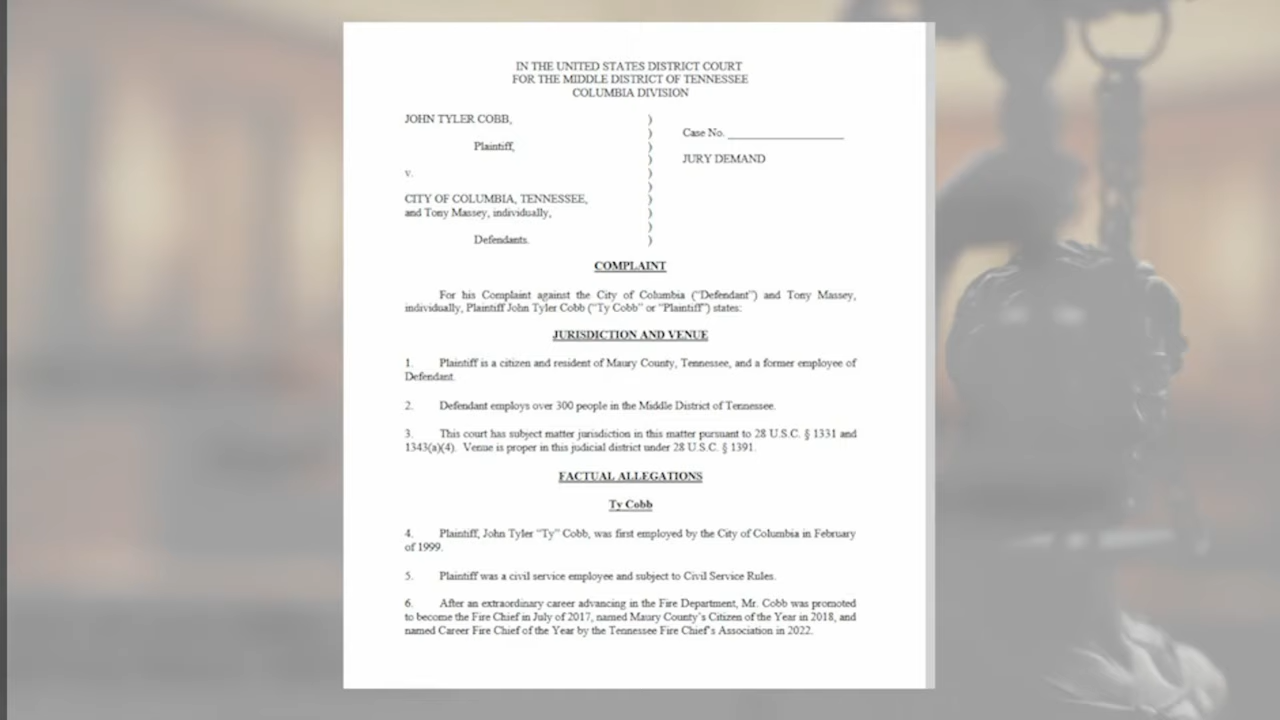 IN THE UNITED STATES DISTRICT COURT
FOR THE MIDDLE DISTRICT OF TENNESSEE
COLUMBIA DIVISION
JOHN TYLER COBB, )
) Case No. ____________________
Plaintiff, )
) JURY DEMAND
v. )
)
CITY OF COLUMBIA, TENNESSEE, )
and Tony Massey, individually, )
)
Defendants. )
COMPLAINT
For his Complaint against the City of Columbia ("Defendant") and Tony Massey,
individually, Plaintiff John Tyler Cobb ("Ty Cobb" or "Plaintiff") states:
JURISDICTION AND VENUE
1. Plaintiff is a citizen and resident of Maury County, Tennessee, and a former employee of
Defendant.
2. Defendant employs over 300 people in the Middle District of Tennessee.
3. This court has subject matter jurisdiction in this matter pursuant to 28 U.S.C. § 1331 and
1343(a)(4). Venue is proper in this judicial district under 28 U.S.C. § 1391.
FACTUAL ALLEGATIONS
Ty Cobb
4. Plaintiff, John Tyler "Ty" Cobb, was first employed by the City of Columbia in February
of 1999.
5. Plaintiff was a civil service employee and subject to Civil Service Rules.
6. After an extraordinary career advancing in the Fire Department, Mr. Cobb was promoted
to become the Fire Chief in July of 2017, named Maury County's Citizen of the Year in 2018, and
named Career Fire Chief of the Year by the Tennessee Fire Chief's Association in 2022.